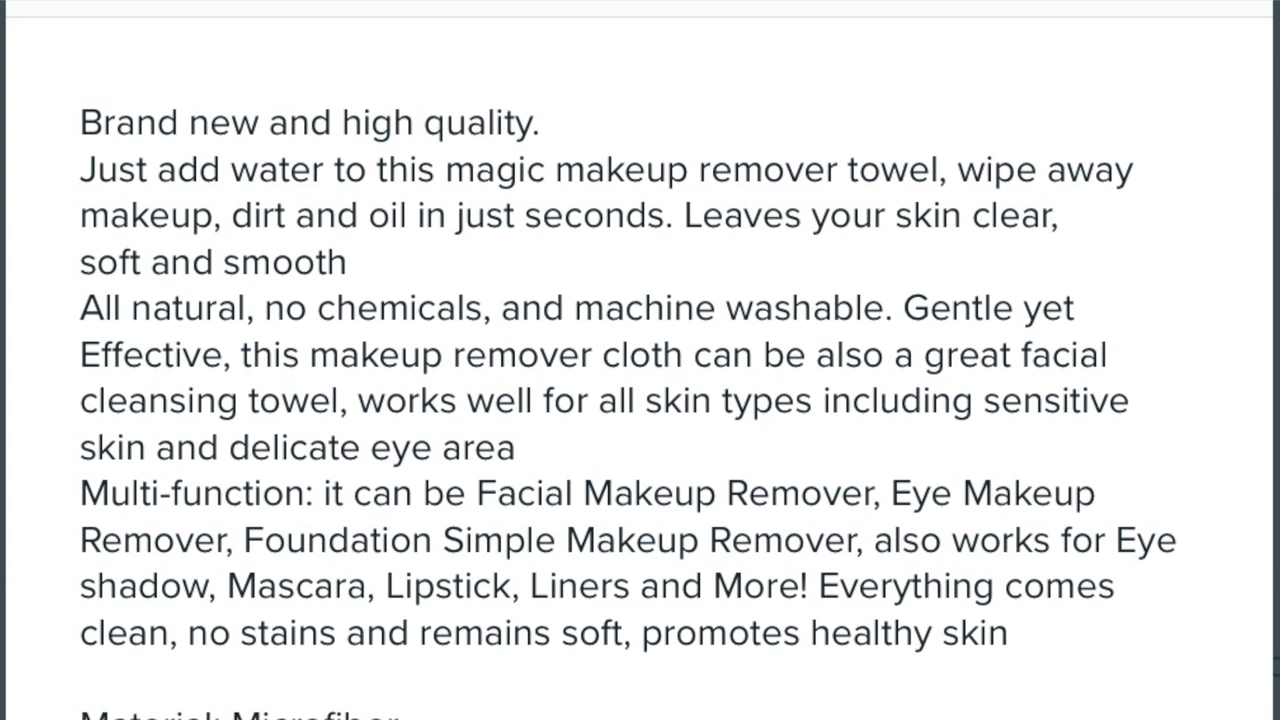 Brand new and high quality.
Just add water to this magic makeup remover towel, wipe away
makeup, dirt and oil in just seconds. Leaves your skin clear,
soft and smooth
All natural, no chemicals, and machine washable. Gentle yet
Effective, this makeup remover cloth can be also a great facial
cleansing towel, works well for all skin types including sensitive
skin and delicate eye area
Multi-function: it can be Facial Makeup Remover, Eye Makeup
Remover, Foundation Simple Makeup Remover, also works for Eye
shadow, Mascara, Lipstick, Liners and More! Everything comes
clean, no stains and remains soft, promotes healthy skin
Material: Microfiber